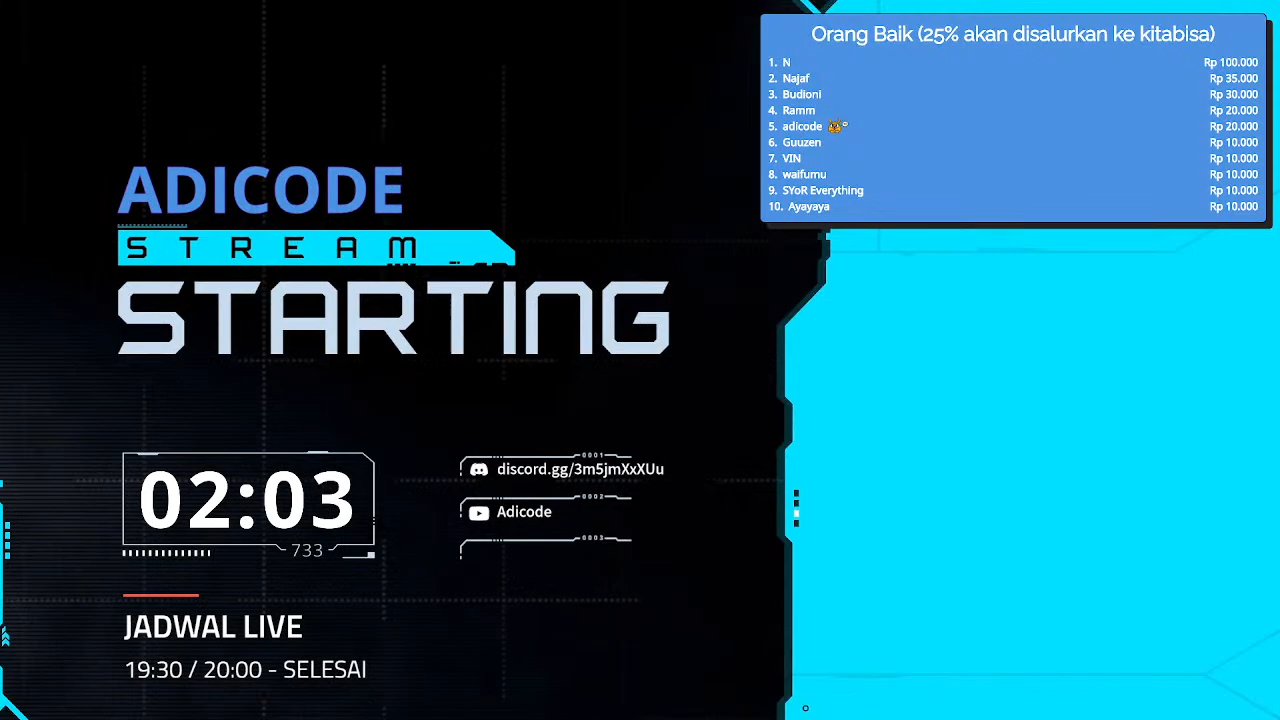 Orang Baik (25% akan disalurkan ke kitabisa)
1. N Rp 100.000
2. Najaf Rp 35.000
3. Budioni Rp 30.000
4. Ramm Rp 20.000
5. adicode Rp 20.000
6. Guuzen Rp 10.000
7. VIN Rp 10.000
8. waifumu Rp 10.000
9. SYoR Everything Rp 10.000
10. Ayayaya Rp 10.000
ADICODE
STREAM
STARTING
02:03
733
0001
discord.gg/3m5jmXxXUu
0002
Adicode
0003
JADWAL LIVE
19:30 / 20:00 - SELESAI